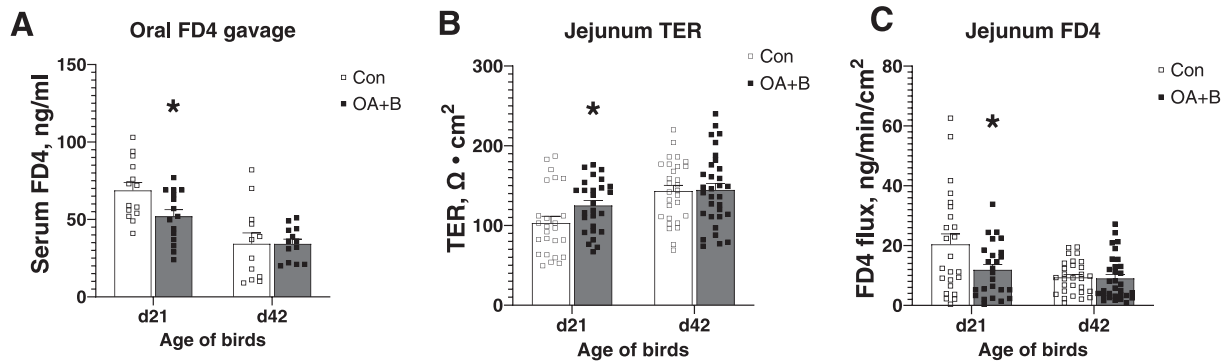 A
Oral FD4 gavage
Serum FD4, ng/ml
150
100
50
0
Con
OA+B
*
d21
d42
Age of birds
B
Jejunum TER
TER, Ω • cm²
300
200
100
0
Con
OA+B
*
d21
d42
Age of birds
C
Jejunum FD4
FD4 flux, ng/min/cm²
80
60
40
20
0
Con
OA+B
*
d21
d42
Age of birds